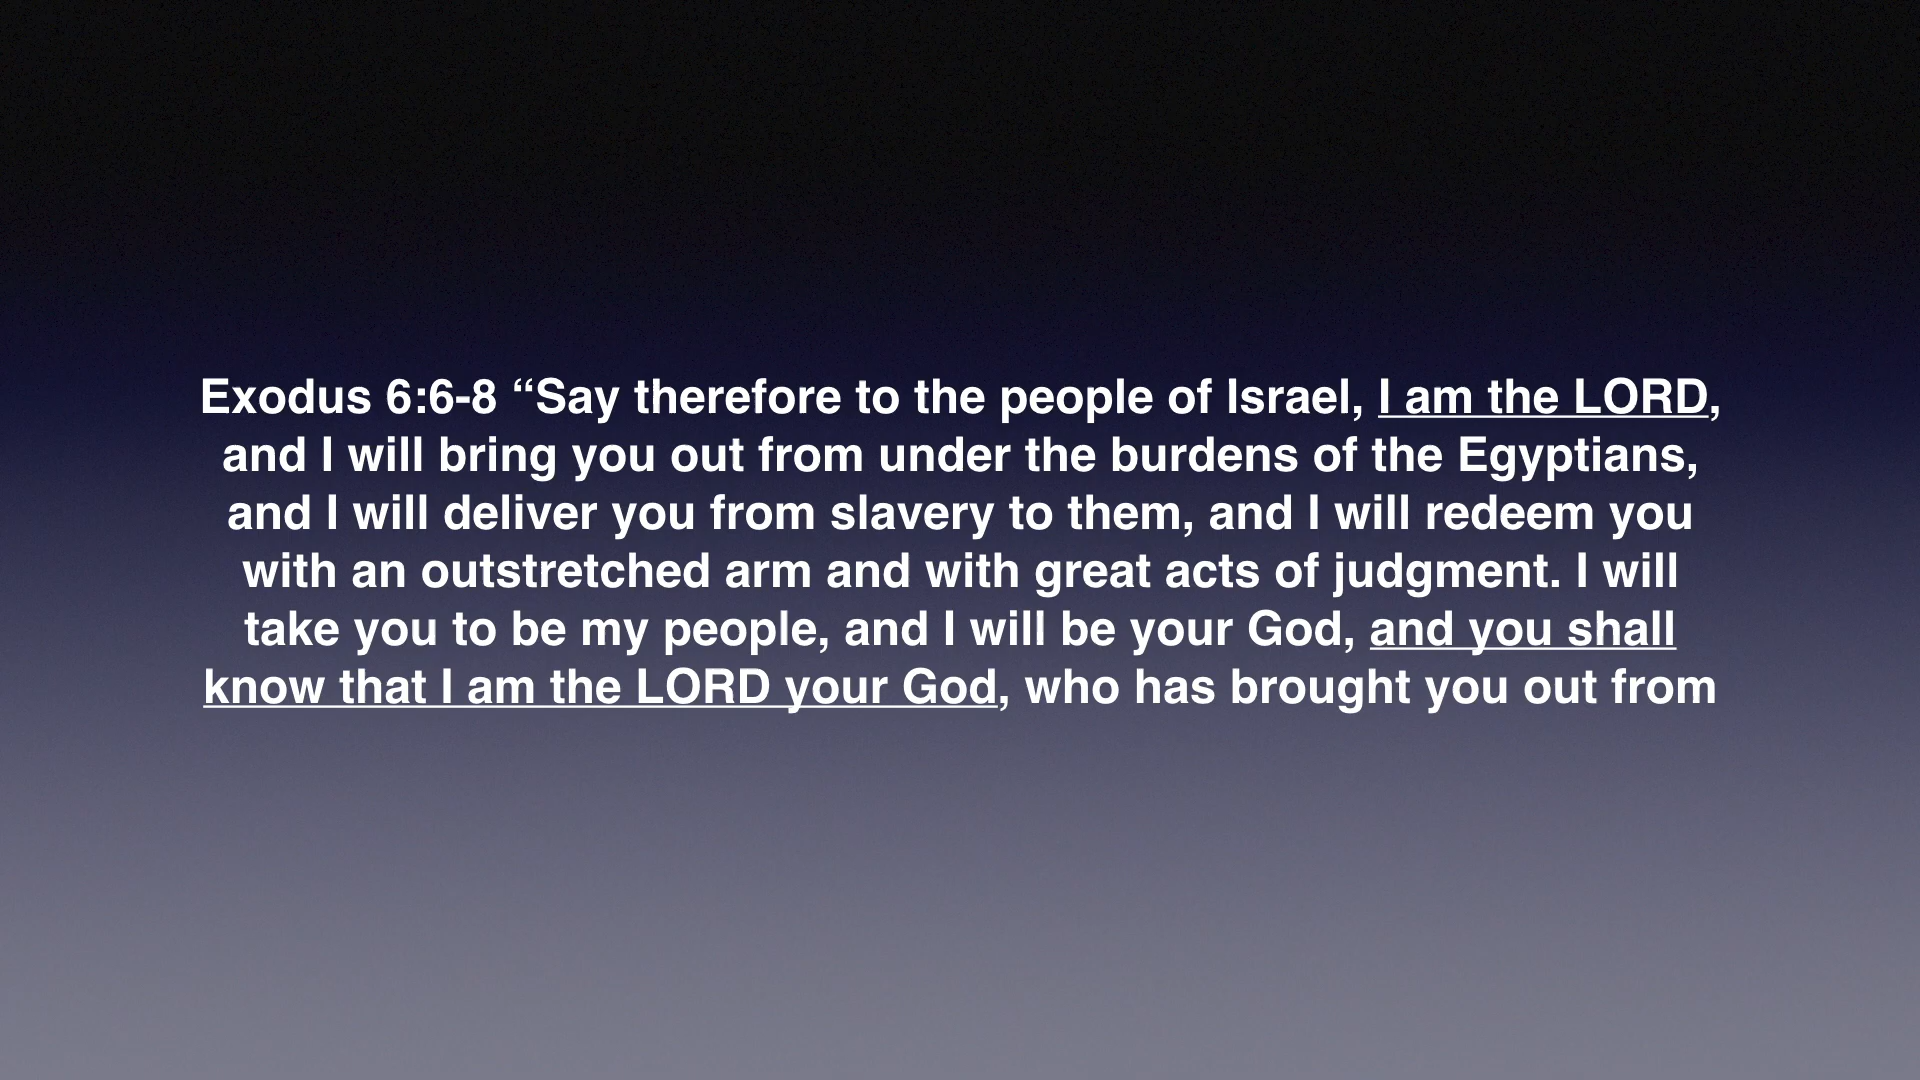 Exodus 6:6-8 “Say therefore to the people of Israel, I am the LORD,
and I will bring you out from under the burdens of the Egyptians,
and I will deliver you from slavery to them, and I will redeem you
with an outstretched arm and with great acts of judgment. I will
take you to be my people, and I will be your God, and you shall
know that I am the LORD your God, who has brought you out from